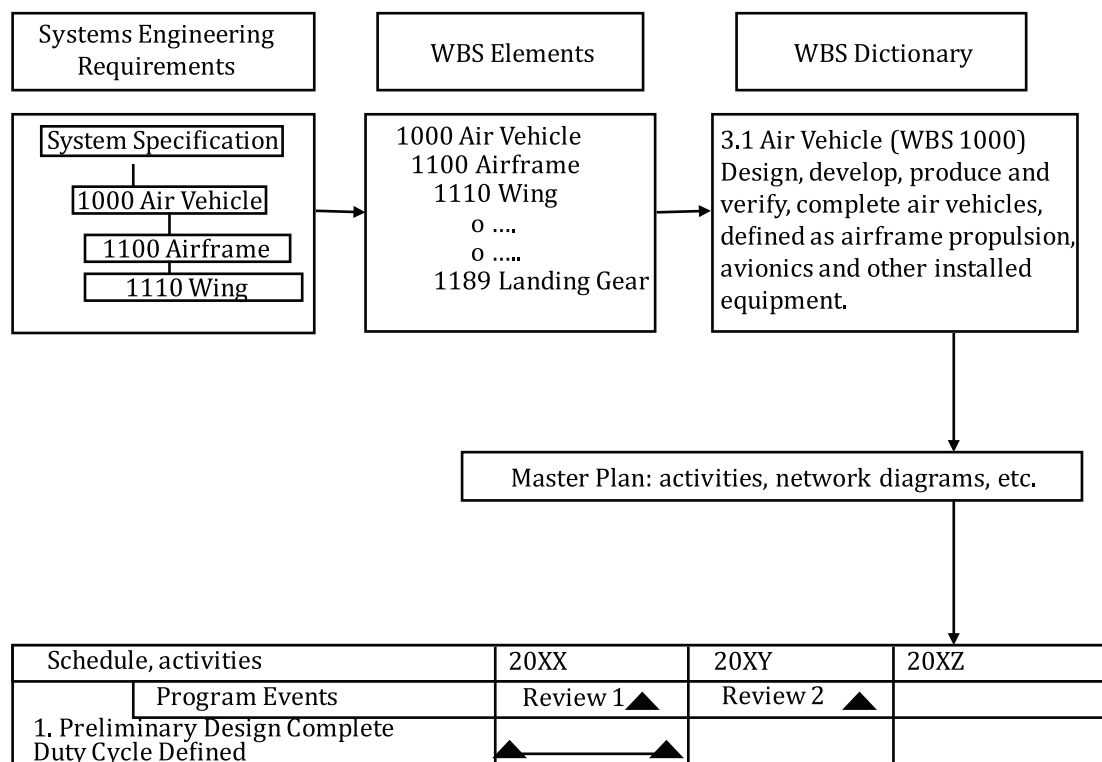 Systems Engineering
Requirements
WBS Elements
WBS Dictionary
System Specification
1000 Air Vehicle
1100 Airframe
1110 Wing
1000 Air Vehicle
1100 Airframe
1110 Wing
o ....
o .....
1189 Landing Gear
3.1 Air Vehicle (WBS 1000)
Design, develop, produce and
verify, complete air vehicles,
defined as airframe propulsion,
avionics and other installed
equipment.
Master Plan: activities, network diagrams, etc.
Schedule, activities 20XX 20XY 20XZ
Program Events Review 1 Review 2
1. Preliminary Design Complete
Duty Cycle Defined